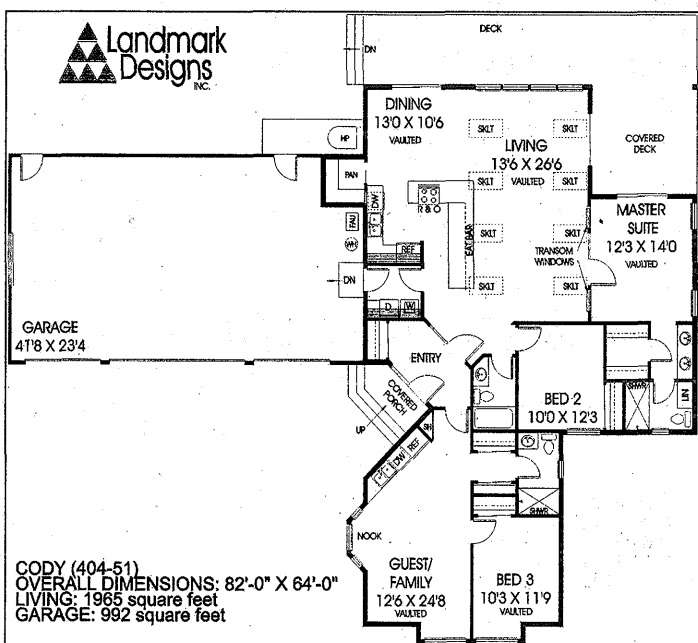 Landmark
Designs
INC.
DECK
DN
DINING
13'0 X 10'6
VAULTED
HP
SKLT
SKLT
LIVING
13'6 X 26'6
VAULTED
COVERED
DECK
PAN
DW
R & O
SKLT
SKLT
FAU
WH
EAT BAR
REF
SKLT
SKLT
TRANSOM
WINDOWS
MASTER
SUITE
12'3 X 14'0
VAULTED
DN
SKLT
SKLT
D
W
GARAGE
41'8 X 23'4
ENTRY
COVERED
PORCH
UP
BED 2
10'0 X 12'3
SHWR
LIN
SH
REF
DW
SHWR
NOOK
GUEST/
FAMILY
12'6 X 24'8
VAULTED
BED 3
10'3 X 11'9
VAULTED
CODY (404-51)
OVERALL DIMENSIONS: 82'-0" X 64'-0"
LIVING: 1965 square feet
GARAGE: 992 square feet